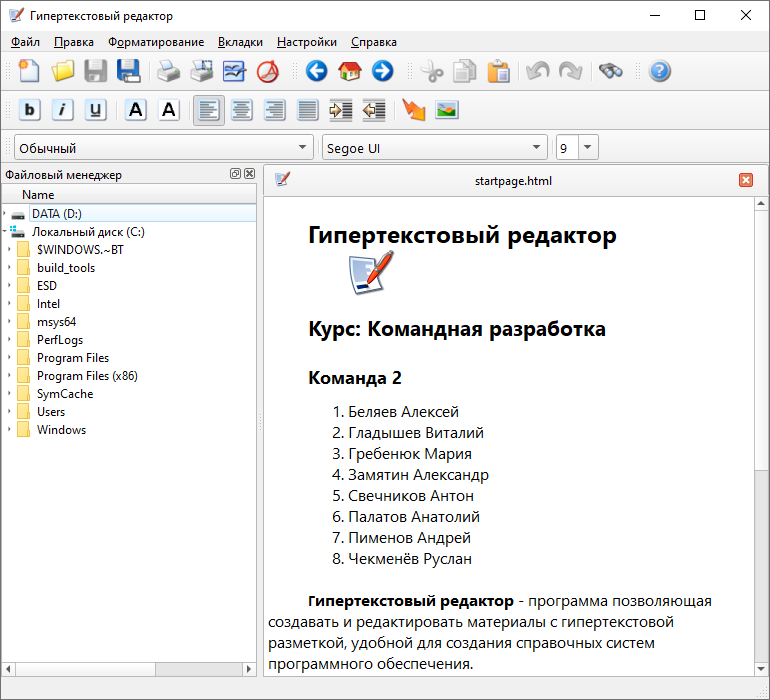 Гипертекстовый редактор
Файл Правка Форматирование Вкладки Настройки Справка
b i u A A
Обычный Segoe UI 9
Файловый менеджер
Name
DATA (D:)
Локальный диск (C:)
$WINDOWS.~BT
build_tools
ESD
Intel
msys64
PerfLogs
Program Files
Program Files (x86)
SymCache
Users
Windows
startpage.html
Гипертекстовый редактор
Курс: Командная разработка
Команда 2
1. Беляев Алексей
2. Гладышев Виталий
3. Гребенюк Мария
4. Замятин Александр
5. Свечников Антон
6. Палатов Анатолий
7. Пименов Андрей
8. Чекменёв Руслан
Гипертекстовый редактор - программа позволяющая
создавать и редактировать материалы с гипертекстовой
разметкой, удобной для создания справочных систем
программного обеспечения.